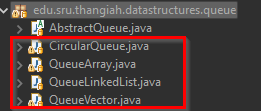 edu.sru.thangiah.datastructures.queue
AbstractQueue.java
CircularQueue.java
QueueArray.java
QueueLinkedList.java
QueueVector.java